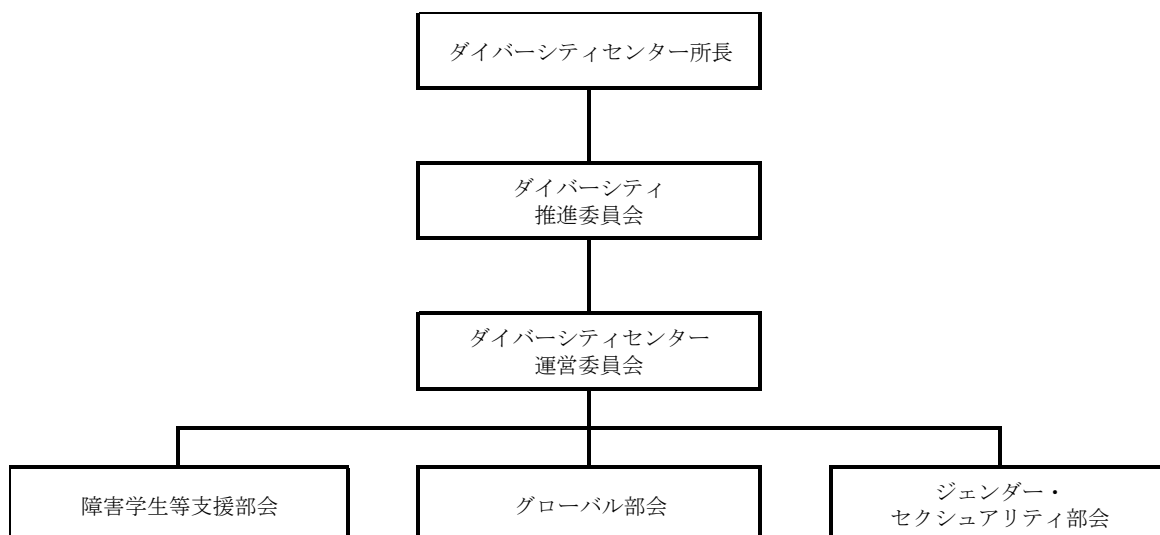 ダイバーシティセンター所長
ダイバーシティ
推進委員会
ダイバーシティセンター
運営委員会
障害学生等支援部会
グローバル部会
ジェンダー・
セクシュアリティ部会